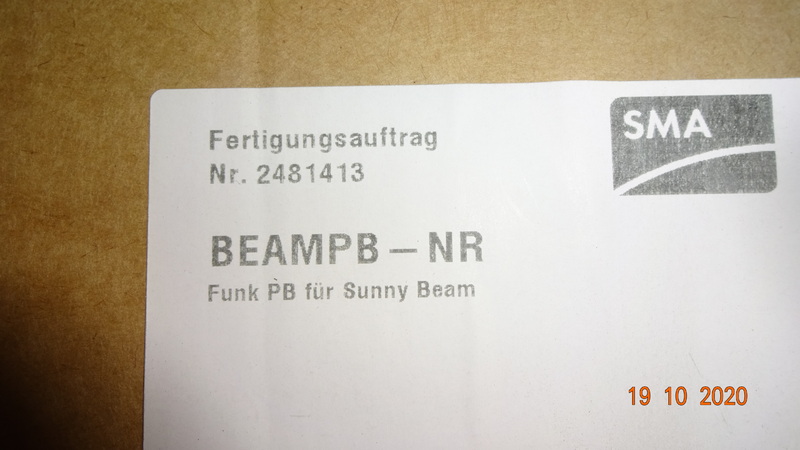 SMA
Fertigungsauftrag
Nr. 2481413
BEAMPB – NR
Funk PB für Sunny Beam
19 10 2020